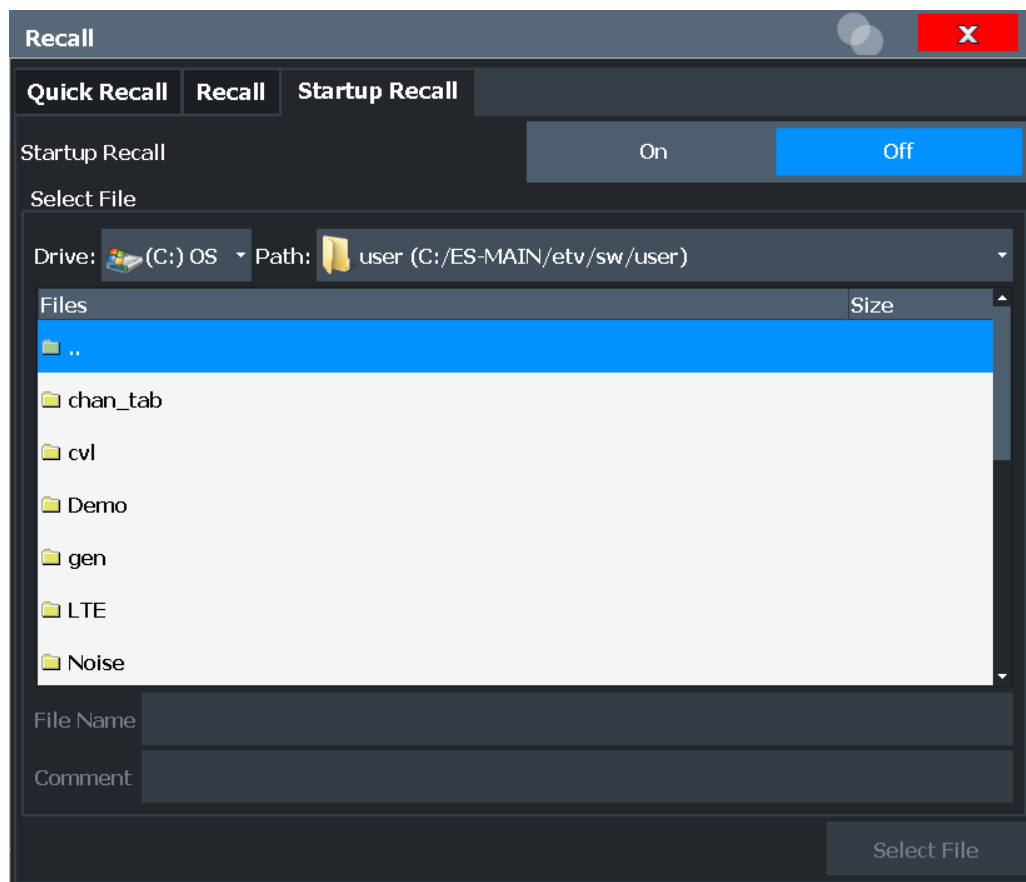 Recall
X
Quick Recall Recall Startup Recall
Startup Recall On Off
Select File
Drive: (C:) OS Path: user (C:/ES-MAIN/etv/sw/user)
Files Size
..
chan_tab
cvl
Demo
gen
LTE
Noise
File Name
Comment
Select File